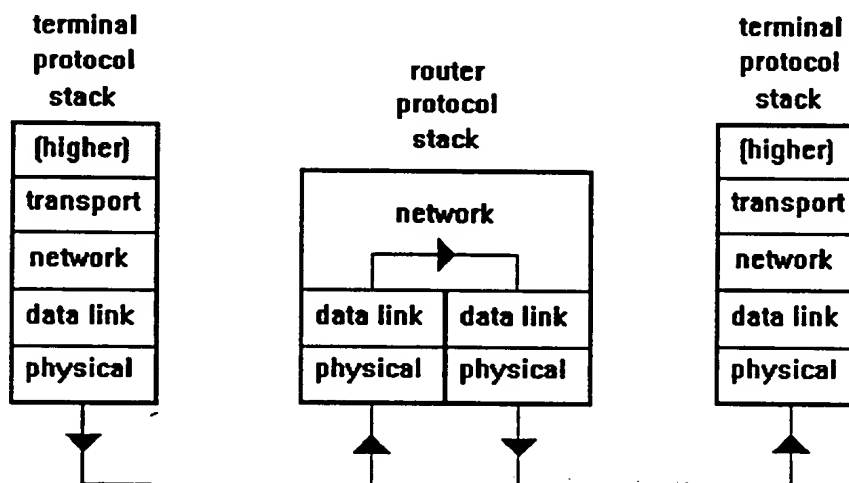 terminal
protocol
stack
(higher)
transport
network
data link
physical
router
protocol
stack
network
data link
data link
physical
physical
terminal
protocol
stack
(higher)
transport
network
data link
physical